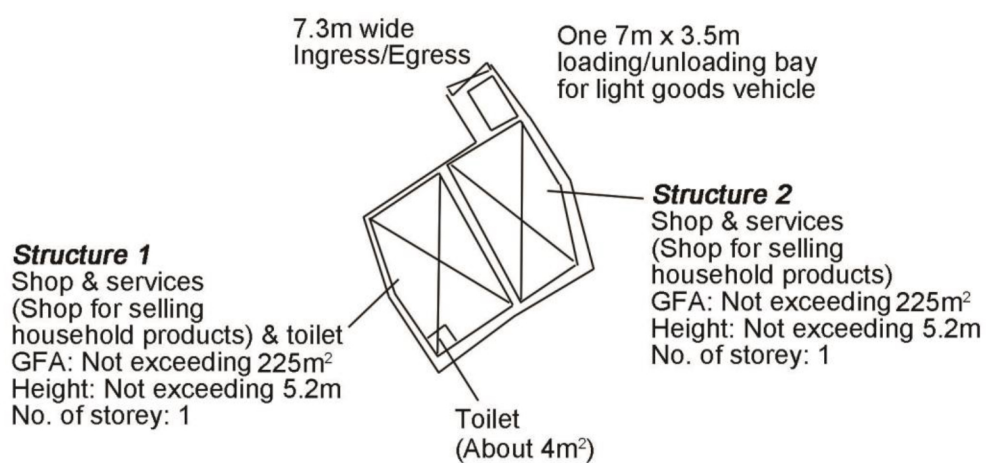 7.3m wide
Ingress/Egress
One 7m x 3.5m
loading/unloading bay
for light goods vehicle
Structure 2
Shop & services
(Shop for selling
household products)
GFA: Not exceeding 225m²
Height: Not exceeding 5.2m
No. of storey: 1
Structure 1
Shop & services
(Shop for selling
household products) & toilet
GFA: Not exceeding 225m²
Height: Not exceeding 5.2m
No. of storey: 1
Toilet
(About 4m²)